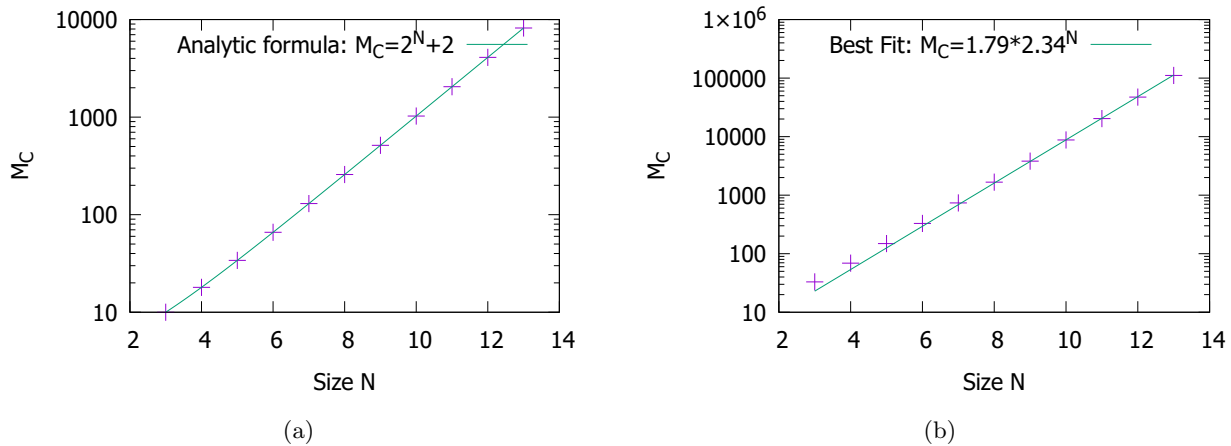 10000
1000
100
10
2 4 6 8 10 12 14
M_C
Size N
Analytic formula: M_C=2^N+2
(a)
1×10^6
100000
10000
1000
100
10
2 4 6 8 10 12 14
M_C
Size N
Best Fit: M_C=1.79*2.34^N
(b)